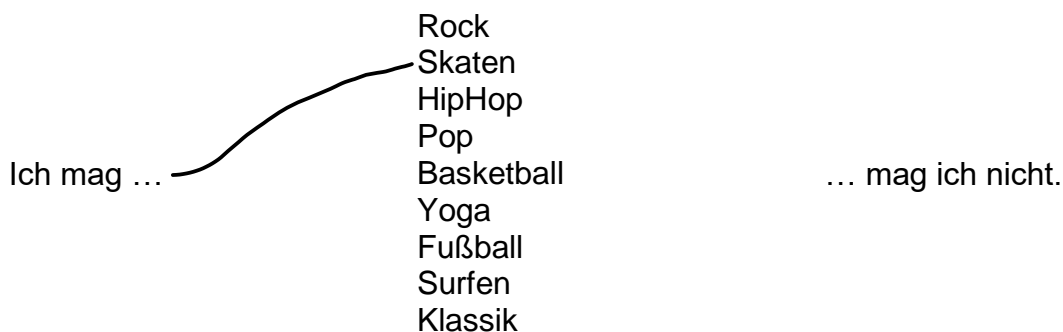 Rock
Skaten
HipHop
Pop
Ich mag … Basketball … mag ich nicht.
Yoga
Fußball
Surfen
Klassik